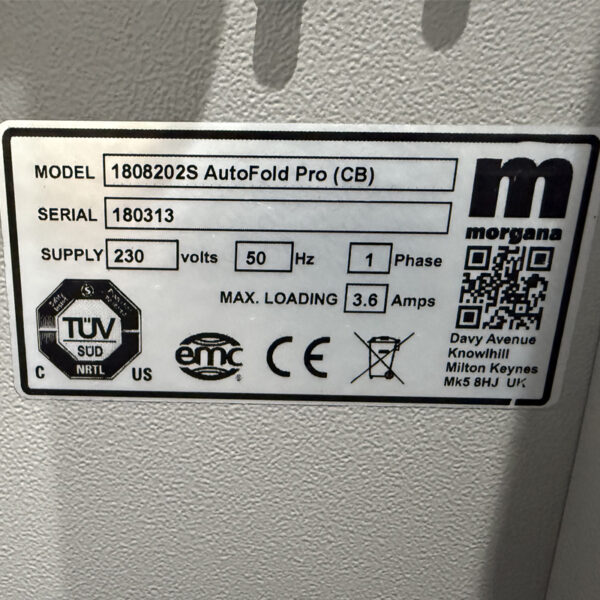 MODEL 1808202S AutoFold Pro (CB)
m
morgana
SERIAL 180313
SUPPLY 230 volts 50 Hz 1 Phase
MAX. LOADING 3.6 Amps
Davy Avenue
Knowlhill
Milton Keynes
Mk5 8HJ UK
TÜV
SÜD
NRTL
C US
emc
CE